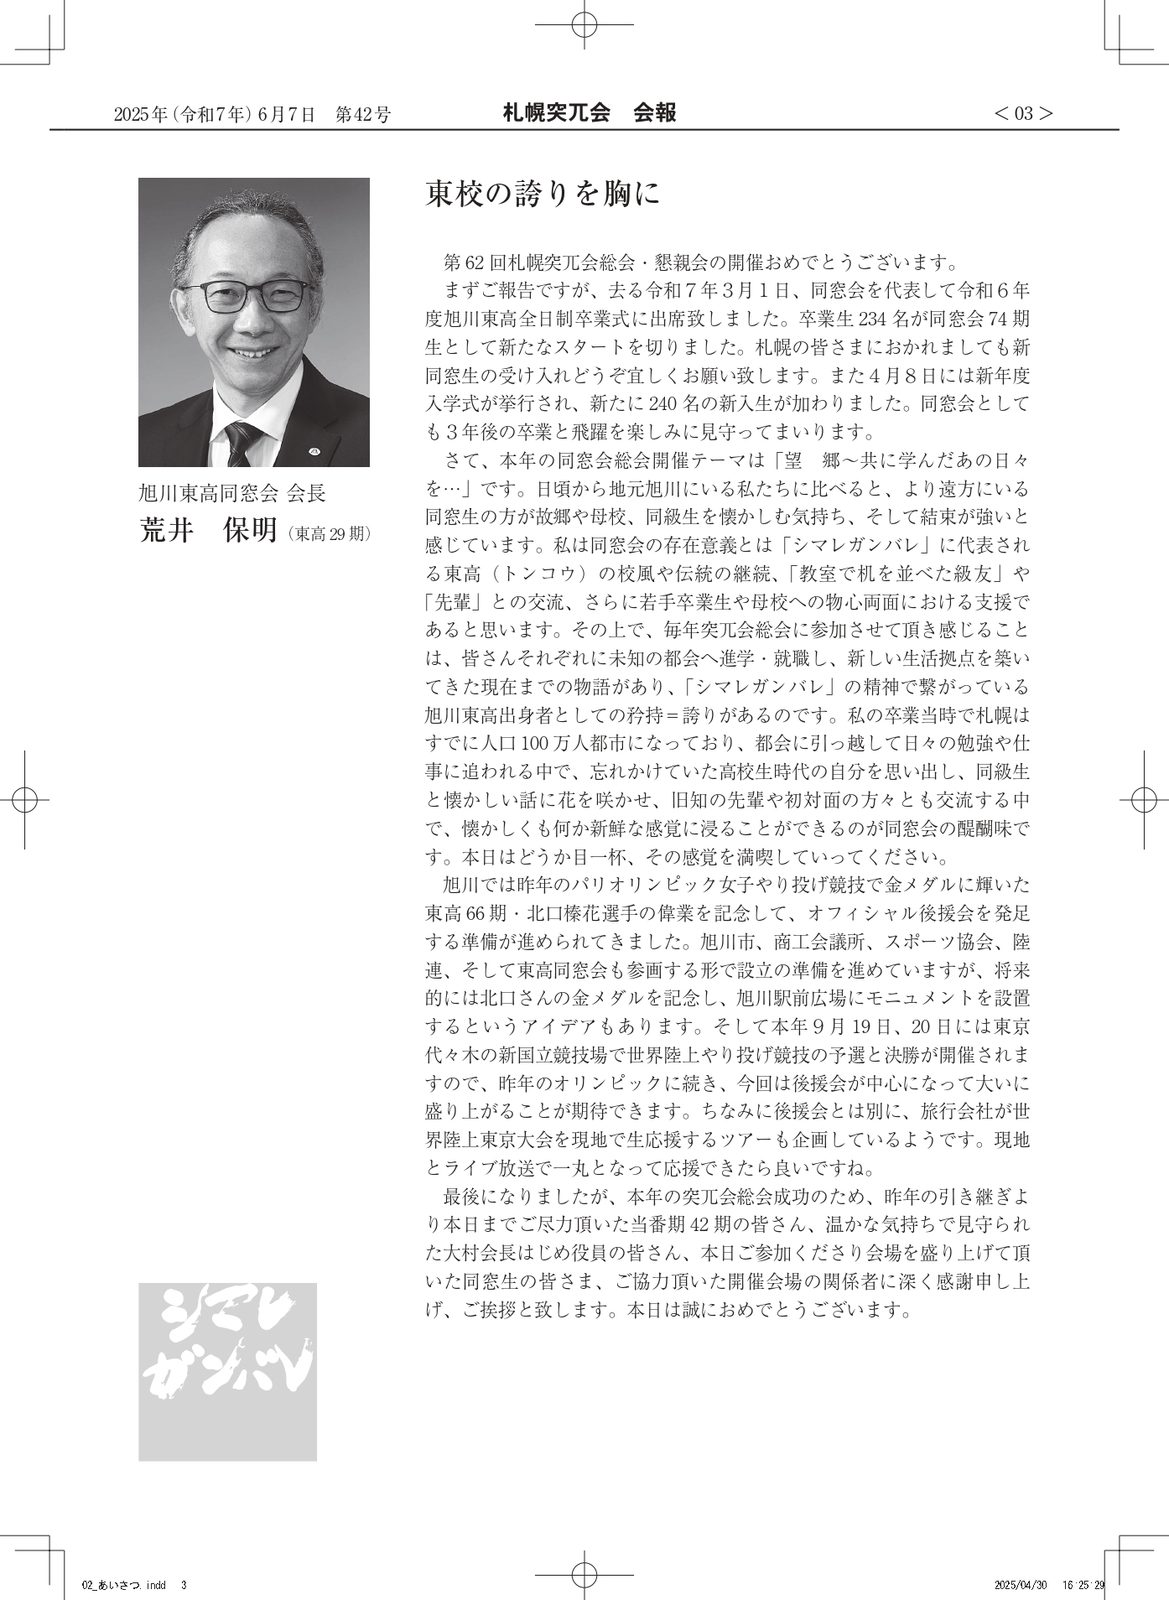 2025年（令和7年）6月7日　第42号
札幌突兀会　会報
＜ 03 ＞
東校の誇りを胸に
第 62 回札幌突兀会総会・懇親会の開催おめでとうございます。
まずご報告ですが、去る令和７年３月１日、同窓会を代表して令和６年
度旭川東高全日制卒業式に出席致しました。卒業生 234 名が同窓会 74 期
生として新たなスタートを切りました。札幌の皆さまにおかれましても新
同窓生の受け入れどうぞ宜しくお願い致します。また４月８日には新年度
入学式が挙行され、新たに 240 名の新入生が加わりました。同窓会として
も３年後の卒業と飛躍を楽しみに見守ってまいります。
さて、本年の同窓会総会開催テーマは「望　郷～共に学んだあの日々
を…」です。日頃から地元旭川にいる私たちに比べると、より遠方にいる
同窓生の方が故郷や母校、同級生を懐かしむ気持ち、そして結束が強いと
感じています。私は同窓会の存在意義とは「シマレガンバレ」に代表され
る東高（トンコウ）の校風や伝統の継続、「教室で机を並べた級友」や
「先輩」との交流、さらに若手卒業生や母校への物心両面における支援で
あると思います。その上で、毎年突兀会総会に参加させて頂き感じること
は、皆さんそれぞれに未知の都会へ進学・就職し、新しい生活拠点を築い
てきた現在までの物語があり、「シマレガンバレ」の精神で繋がっている
旭川東高出身者としての矜持＝誇りがあるのです。私の卒業当時で札幌は
すでに人口 100 万人都市になっており、都会に引っ越して日々の勉強や仕
事に追われる中で、忘れかけていた高校生時代の自分を思い出し、同級生
と懐かしい話に花を咲かせ、旧知の先輩や初対面の方々とも交流する中
で、懐かしくも何か新鮮な感覚に浸ることができるのが同窓会の醍醐味で
す。本日はどうか目一杯、その感覚を満喫していってください。
旭川では昨年のパリオリンピック女子やり投げ競技で金メダルに輝いた
東高 66 期・北口榛花選手の偉業を記念して、オフィシャル後援会を発足
する準備が進められてきました。旭川市、商工会議所、スポーツ協会、陸
連、そして東高同窓会も参画する形で設立の準備を進めていますが、将来
的には北口さんの金メダルを記念し、旭川駅前広場にモニュメントを設置
するというアイデアもあります。そして本年９月 19 日、20 日には東京
代々木の新国立競技場で世界陸上やり投げ競技の予選と決勝が開催されま
すので、昨年のオリンピックに続き、今回は後援会が中心になって大いに
盛り上がることが期待できます。ちなみに後援会とは別に、旅行会社が世
界陸上東京大会を現地で生応援するツアーも企画しているようです。現地
とライブ放送で一丸となって応援できたら良いですね。
最後になりましたが、本年の突兀会総会成功のため、昨年の引き継ぎよ
り本日までご尽力頂いた当番期 42 期の皆さん、温かな気持ちで見守られ
た大村会長はじめ役員の皆さん、本日ご参加くださり会場を盛り上げて頂
いた同窓生の皆さま、ご協力頂いた開催会場の関係者に深く感謝申し上
げ、ご挨拶と致します。本日は誠におめでとうございます。
旭川東高同窓会 会長
荒井　保明（東高 29 期）
シマレ
ガンバレ
02_あいさつ.indd　3
2025/04/30　16:25:29